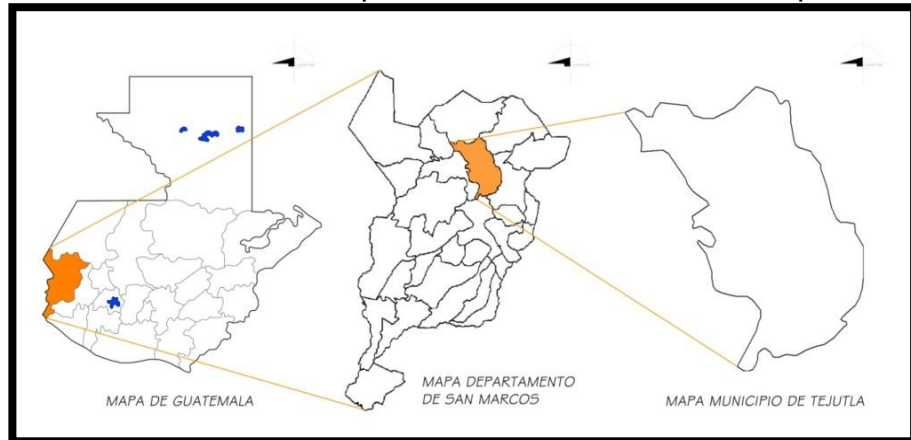 MAPA DE GUATEMALA
MAPA DEPARTAMENTO
DE SAN MARCOS
MAPA MUNICIPIO DE TEJUTLA